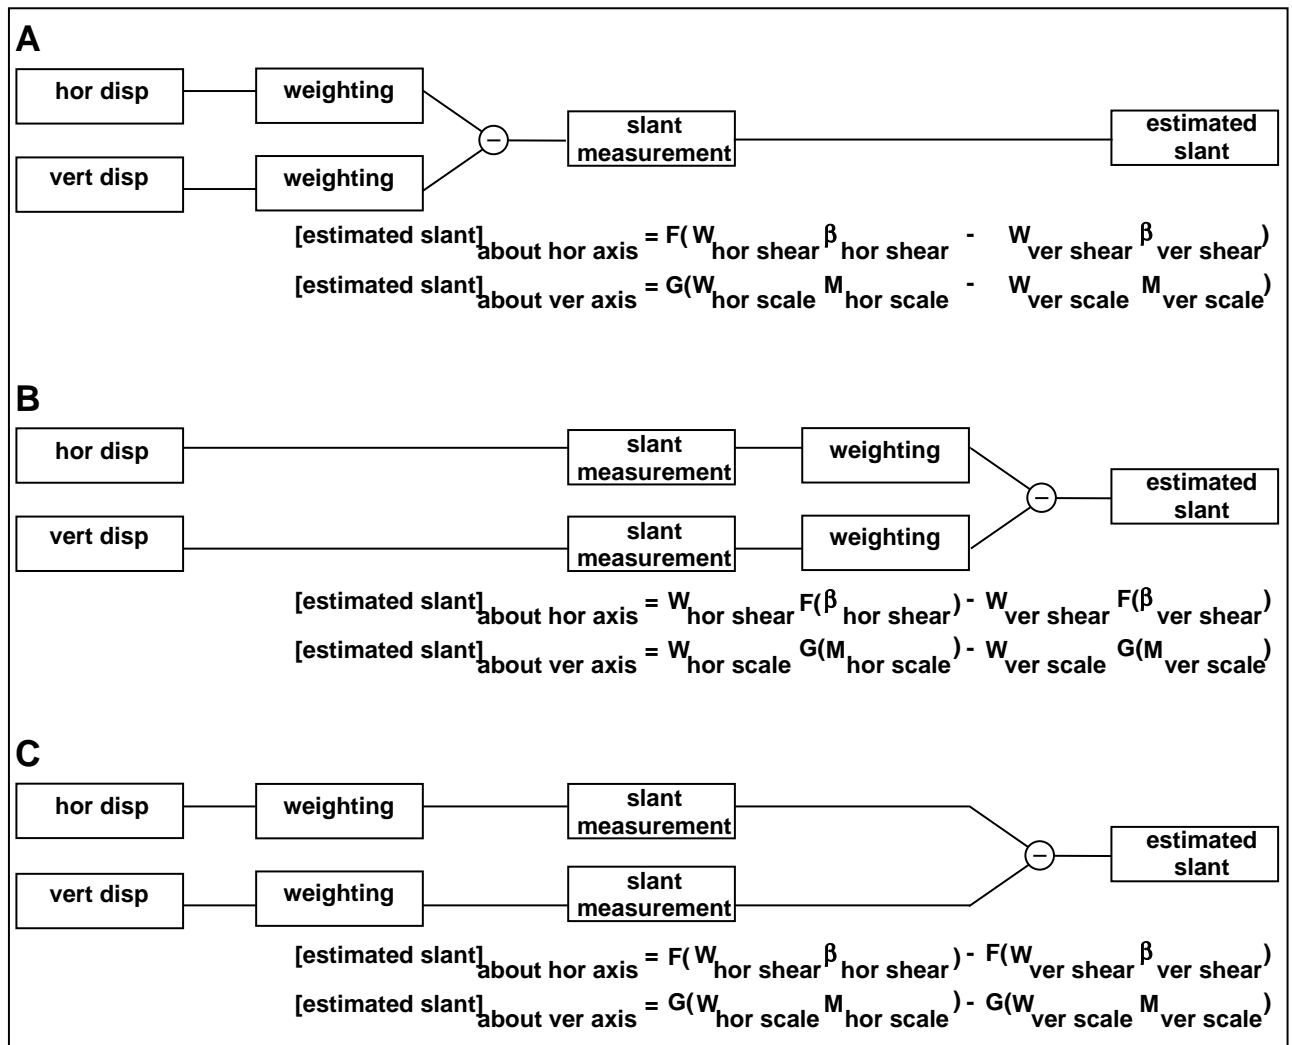 A
hor disp
weighting
slant
measurement
estimated
slant
−
vert disp
weighting
[estimated slant]about hor axis = F( Whor shear βhor shear - Wver shear βver shear)
[estimated slant]about ver axis = G(Whor scale Mhor scale - Wver scale Mver scale)
B
hor disp
slant
measurement
weighting
estimated
slant
−
vert disp
slant
measurement
weighting
[estimated slant]about hor axis = Whor shear F(βhor shear) - Wver shear F(βver shear)
[estimated slant]about ver axis = Whor scale G(Mhor scale) - Wver scale G(Mver scale)
C
hor disp
weighting
slant
measurement
estimated
slant
−
vert disp
weighting
slant
measurement
[estimated slant]about hor axis = F( Whor shear βhor shear) - F(Wver shear βver shear)
[estimated slant]about ver axis = G(Whor scale Mhor scale) - G(Wver scale Mver scale)